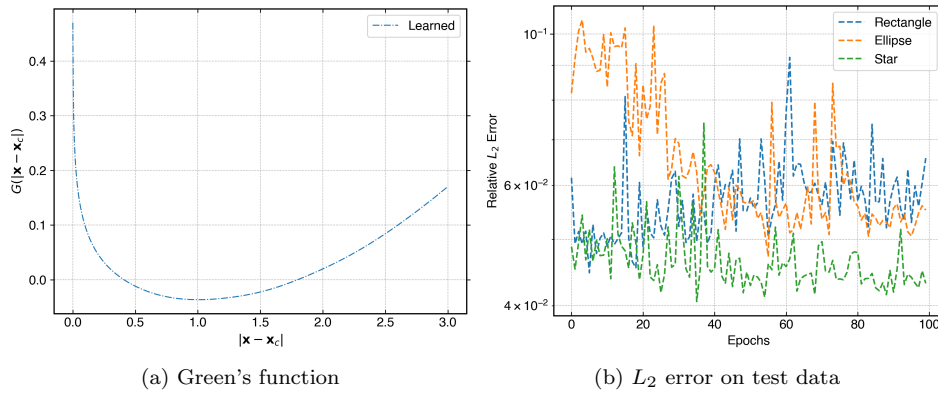 Learned
0.4
0.3
0.2
0.1
0.0
G(|x − x_c|)
0.0 0.5 1.0 1.5 2.0 2.5 3.0
|x − x_c|
(a) Green's function
Rectangle
Ellipse
Star
10⁻¹
6 × 10⁻²
4 × 10⁻²
Relative L₂ Error
0 20 40 60 80 100
Epochs
(b) L₂ error on test data